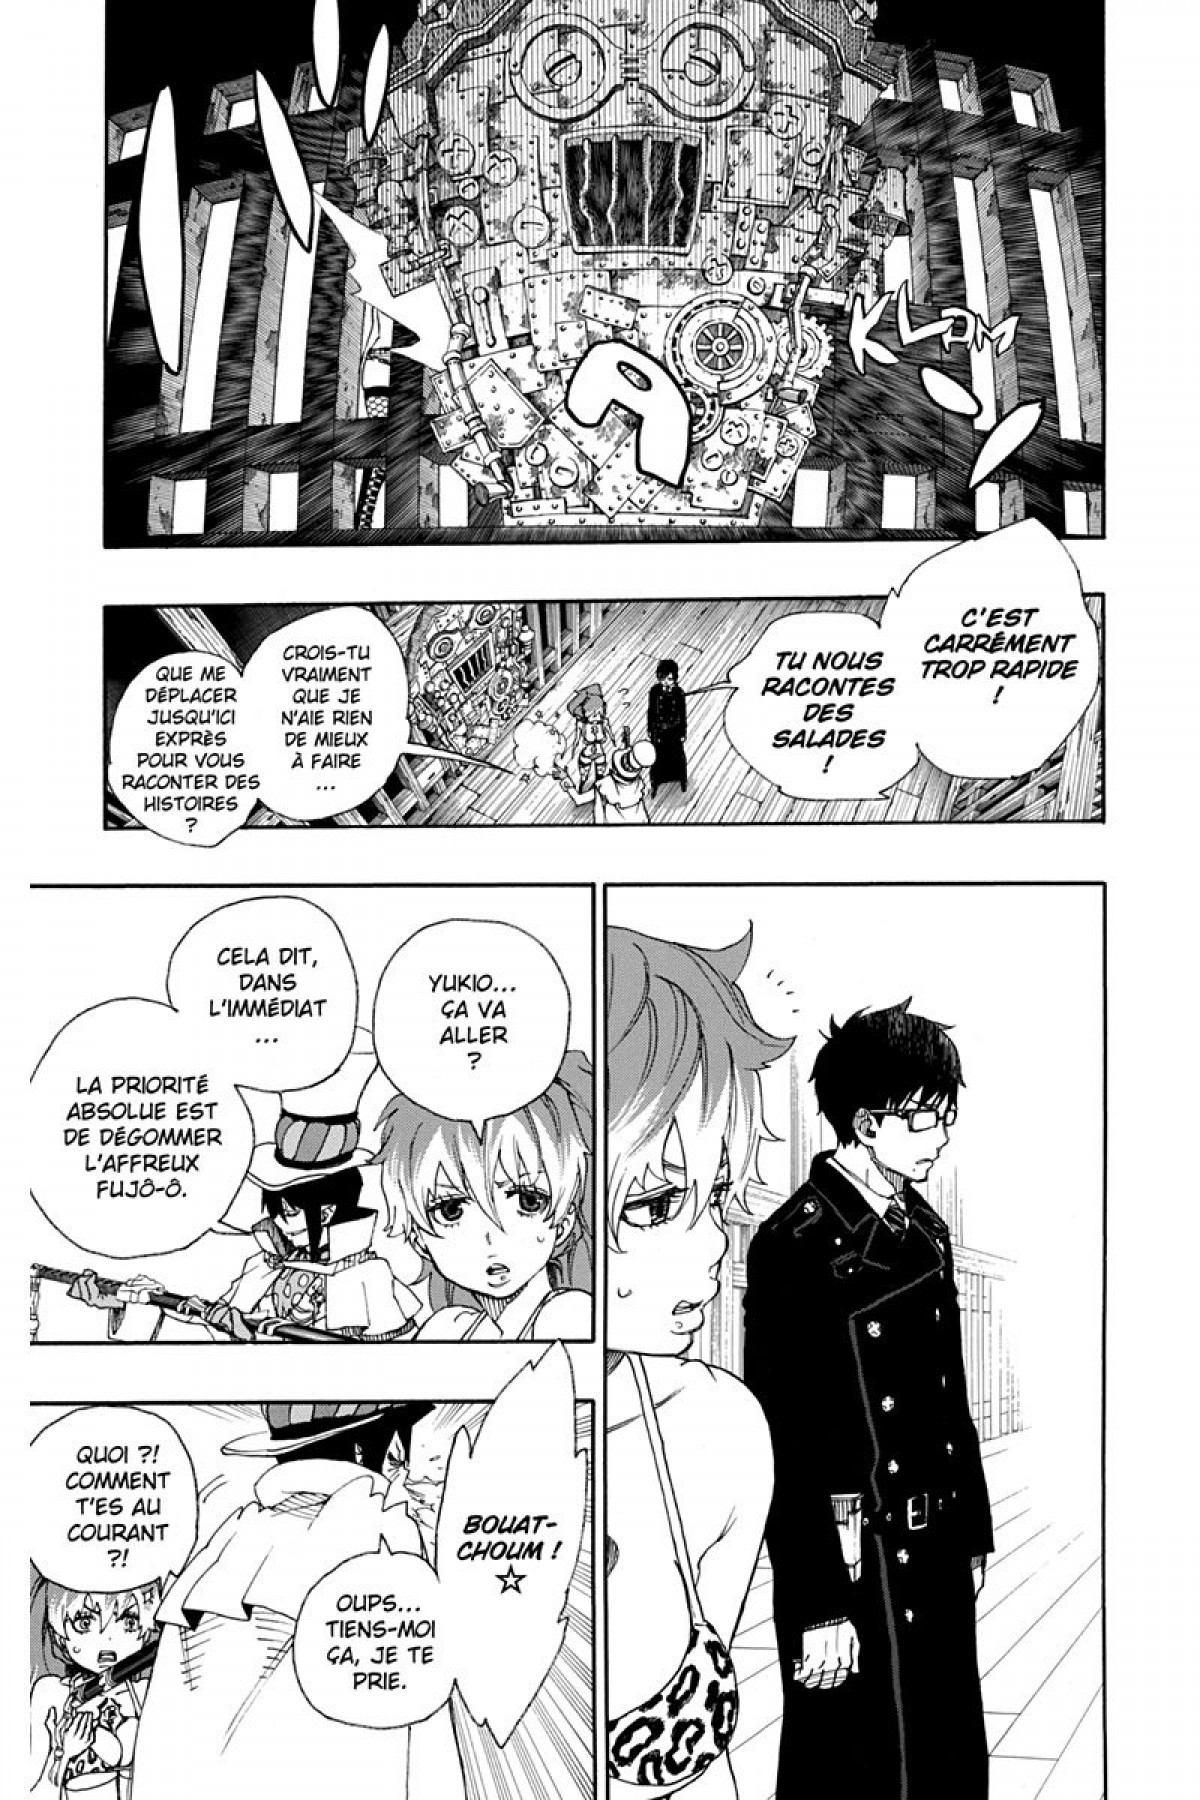 KLAM
C'EST
CARRÉMENT
TROP RAPIDE
!
TU NOUS
RACONTES
DES
SALADES
!
CROIS-TU
VRAIMENT
QUE JE
N'AIE RIEN
DE MIEUX
À FAIRE
...
QUE ME
DÉPLACER
JUSQU'ICI
EXPRÈS
POUR VOUS
RACONTER DES
HISTOIRES
?
YUKIO...
ÇA VA
ALLER
?
CELA DIT,
DANS
L'IMMÉDIAT
...
LA PRIORITÉ
ABSOLUE EST
DE DÉGOMMER
L'AFFREUX
FUJÔ-Ô.
BOUAT-
CHOUM !
☆
OUPS...
TIENS-MOI
ÇA, JE TE
PRIE.
QUOI ?!
COMMENT
T'ES AU
COURANT
?!